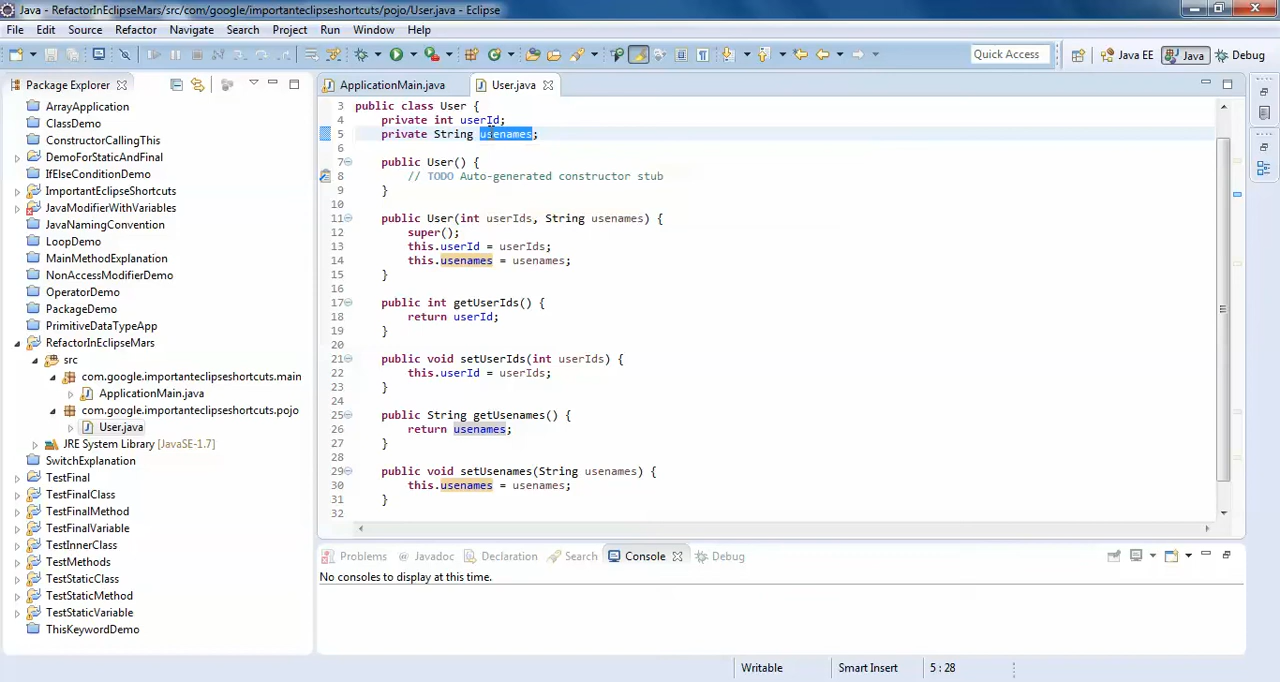 Java - RefactorInEclipseMars/src/com/google/importanteclipseshortcuts/pojo/User.java - Eclipse
File Edit Source Refactor Navigate Search Project Run Window Help
Quick Access Java EE Java Debug
Package Explorer
ArrayApplication
ClassDemo
ConstructorCallingThis
DemoForStaticAndFinal
IfElseConditionDemo
ImportantEclipseShortcuts
JavaModifierWithVariables
JavaNamingConvention
LoopDemo
MainMethodExplanation
NonAccessModifierDemo
OperatorDemo
PackageDemo
PrimitiveDataTypeApp
RefactorInEclipseMars
src
com.google.importanteclipseshortcuts.main
ApplicationMain.java
com.google.importanteclipseshortcuts.pojo
User.java
JRE System Library [JavaSE-1.7]
SwitchExplanation
TestFinal
TestFinalClass
TestFinalMethod
TestFinalVariable
TestInnerClass
TestMethods
TestStaticClass
TestStaticMethod
TestStaticVariable
ThisKeywordDemo
ApplicationMain.java User.java
3 public class User {
4 private int userId;
5 private String usenames;
6
7 public User() {
8 // TODO Auto-generated constructor stub
9 }
10
11 public User(int userIds, String usenames) {
12 super();
13 this.userId = userIds;
14 this.usenames = usenames;
15 }
16
17 public int getUserIds() {
18 return userId;
19 }
20
21 public void setUserIds(int userIds) {
22 this.userId = userIds;
23 }
24
25 public String getUsenames() {
26 return usenames;
27 }
28
29 public void setUsenames(String usenames) {
30 this.usenames = usenames;
31 }
32
Problems Javadoc Declaration Search Console Debug
No consoles to display at this time.
Writable Smart Insert 5 : 28